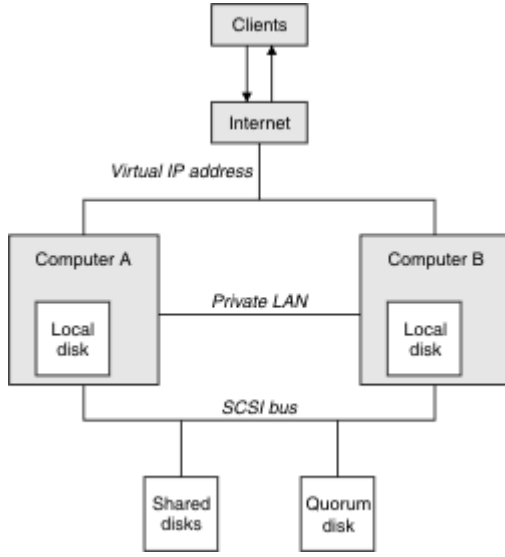 Clients
Internet
Virtual IP address
Computer A
Computer B
Private LAN
Local
disk
Local
disk
SCSI bus
Shared
disks
Quorum
disk